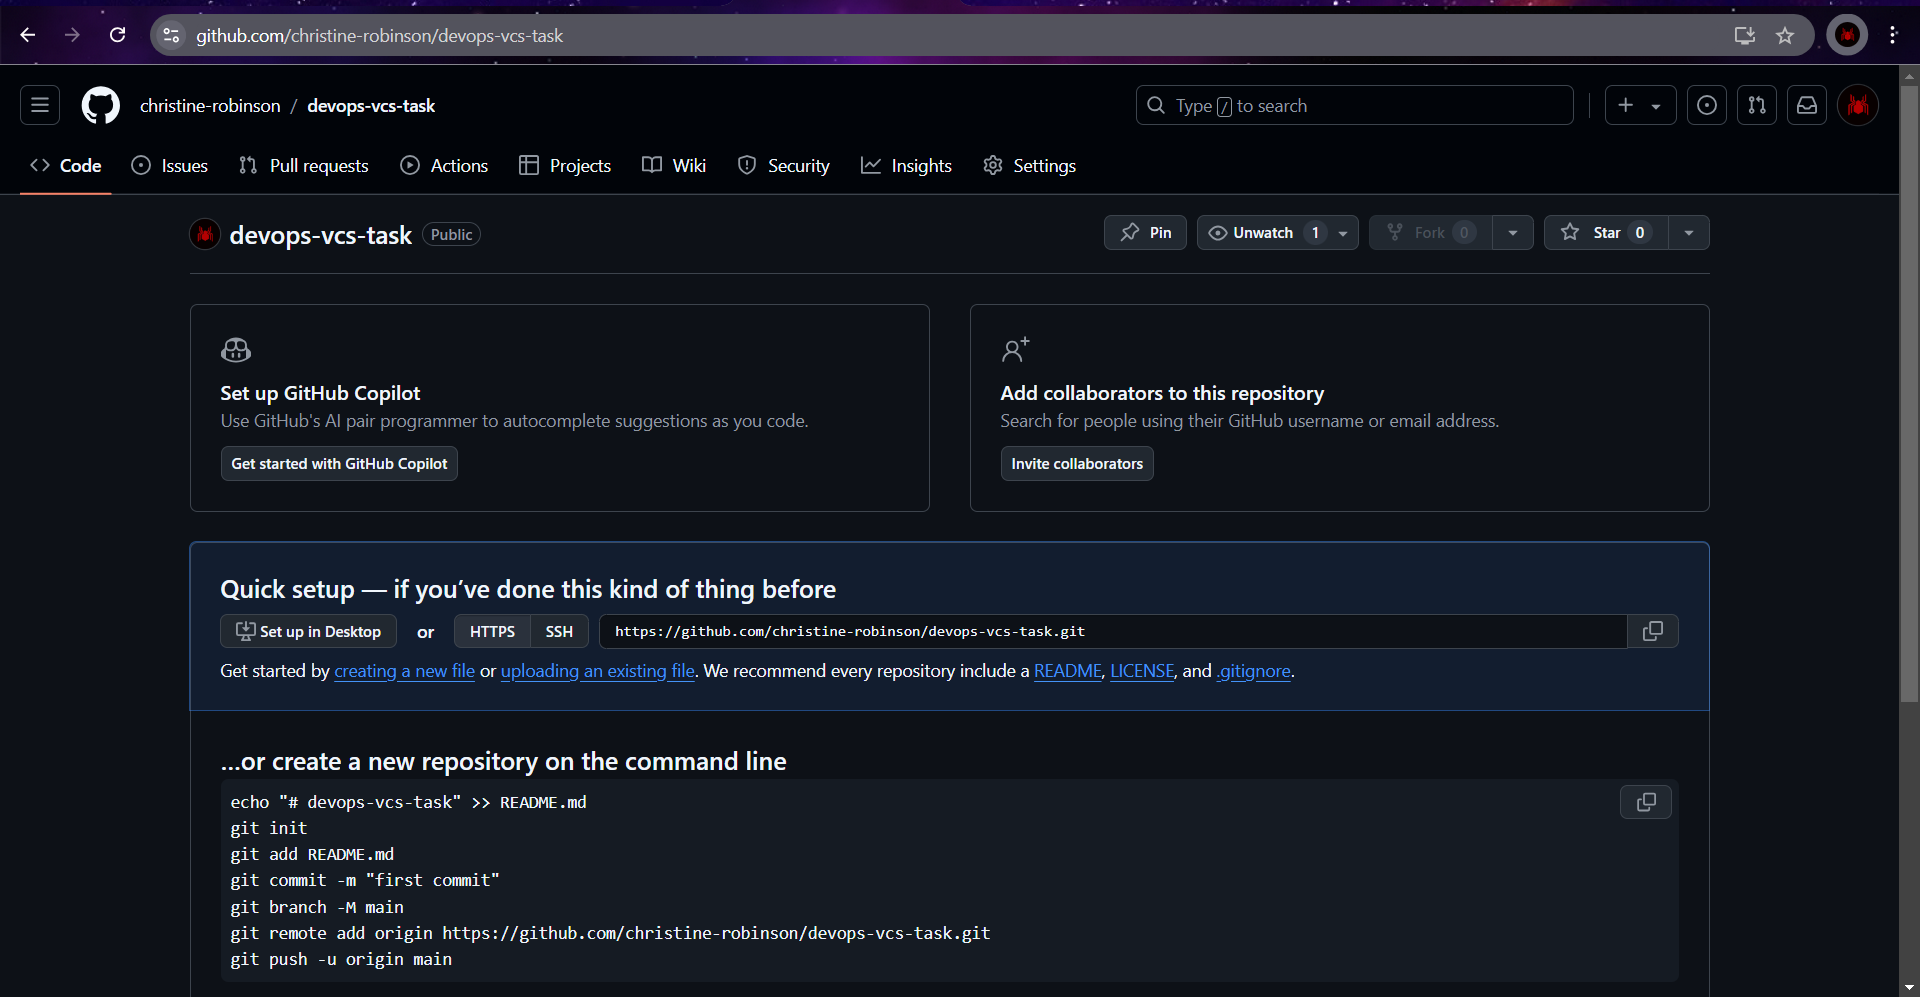 github.com/christine-robinson/devops-vcs-task
christine-robinson / devops-vcs-task
Type / to search
Code Issues Pull requests Actions Projects Wiki Security Insights Settings
devops-vcs-task Public
Pin Unwatch 1 Fork 0 Star 0
Set up GitHub Copilot
Use GitHub's AI pair programmer to autocomplete suggestions as you code.
Get started with GitHub Copilot
Add collaborators to this repository
Search for people using their GitHub username or email address.
Invite collaborators
Quick setup — if you’ve done this kind of thing before
Set up in Desktop or HTTPS SSH https://github.com/christine-robinson/devops-vcs-task.git
Get started by creating a new file or uploading an existing file. We recommend every repository include a README, LICENSE, and .gitignore.
…or create a new repository on the command line
echo "# devops-vcs-task" >> README.md
git init
git add README.md
git commit -m "first commit"
git branch -M main
git remote add origin https://github.com/christine-robinson/devops-vcs-task.git
git push -u origin main